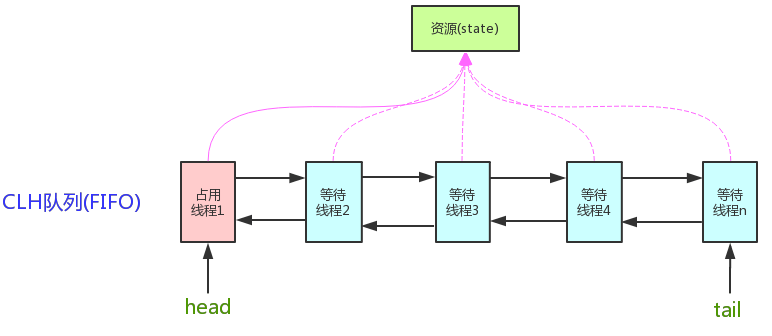 资源(state)
CLH队列(FIFO)
占用
线程1
等待
线程2
等待
线程3
等待
线程4
等待
线程n
head
tail